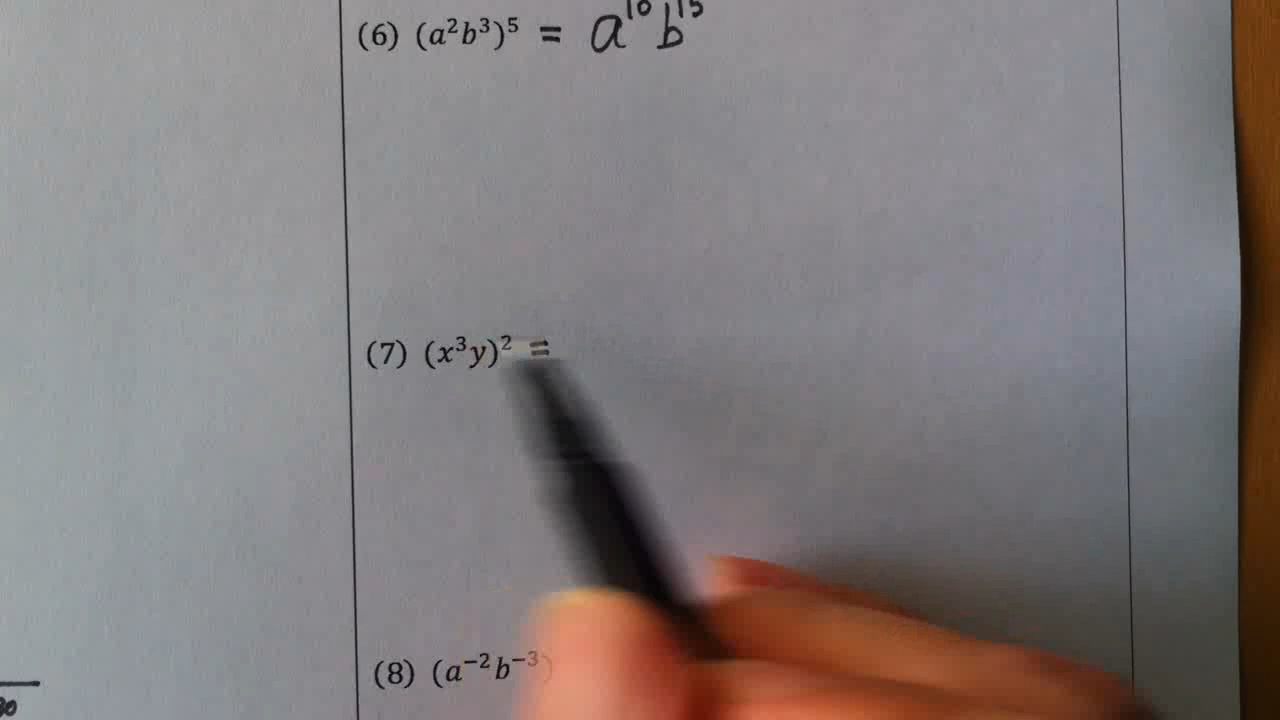 (6) (a²b³)⁵ = a¹⁰b¹⁵
(7) (x³y)² =
(8) (a⁻²b⁻³)